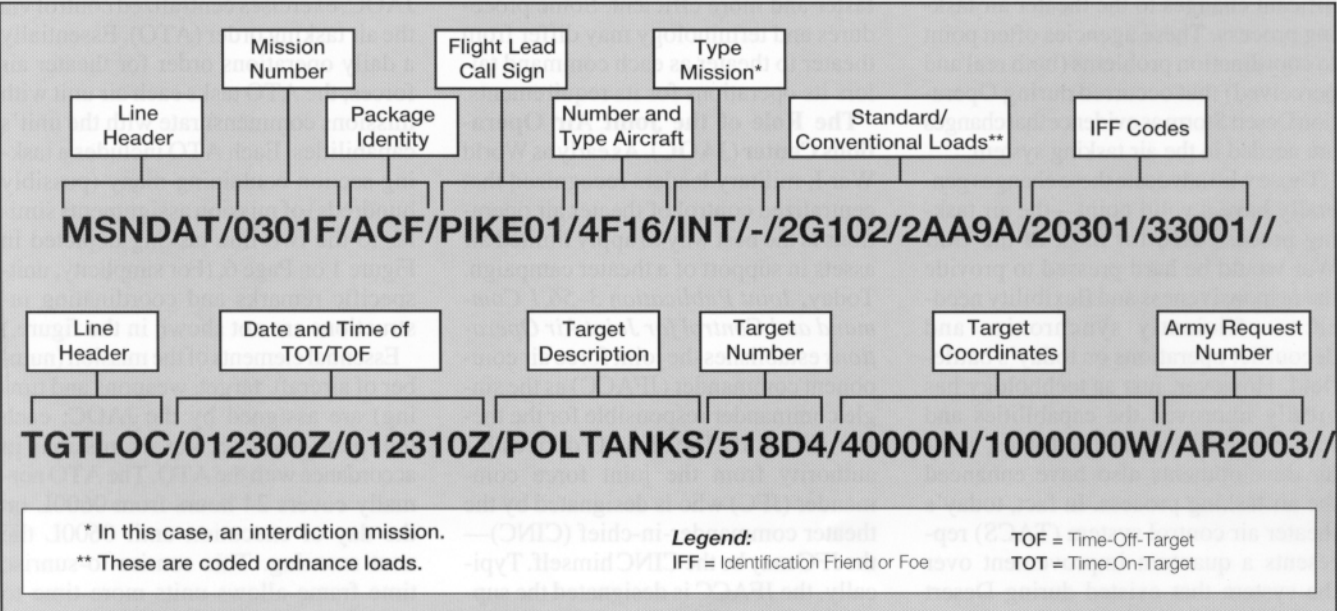 Mission
Number
Flight Lead
Call Sign
Type
Mission*
Line
Header
Package
Identity
Number and
Type Aircraft
Standard/
Conventional Loads**
IFF Codes
MSNDAT/0301F/ACF/PIKE01/4F16/INT/-/2G102/2AA9A/20301/33001//
Line
Header
Date and Time of
TOT/TOF
Target
Description
Target
Number
Target
Coordinates
Army Request
Number
TGTLOC/012300Z/012310Z/POLTANKS/518D4/40000N/1000000W//AR2003//
* In this case, an interdiction mission.
** These are coded ordnance loads.
Legend:
IFF = Identification Friend or Foe
TOF = Time-Off-Target
TOT = Time-On-Target